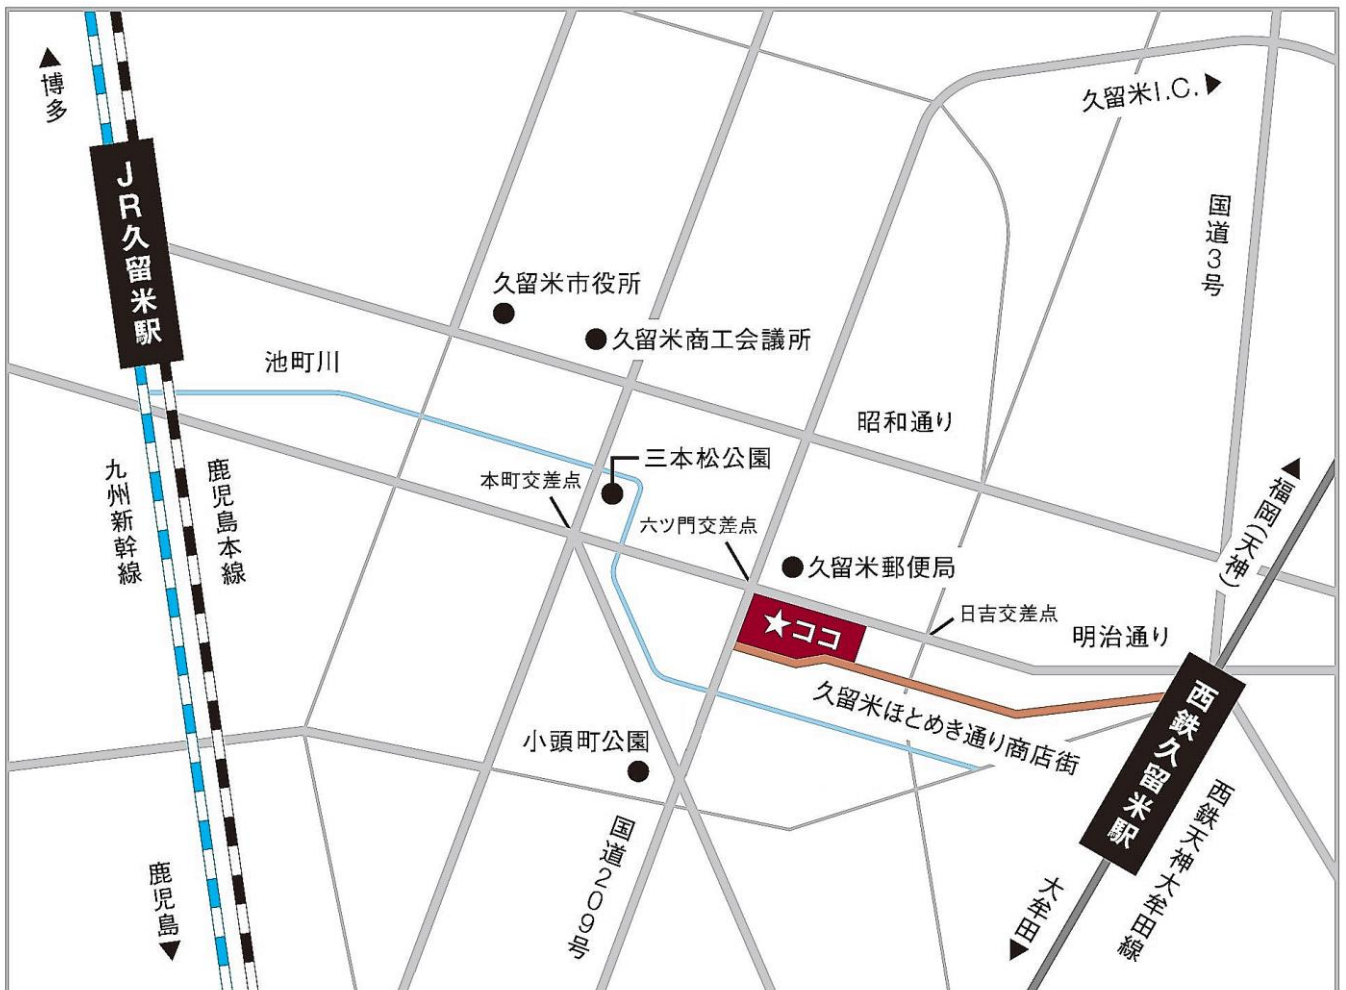 博多
久留米I.C.
JR久留米駅
国道3号
久留米市役所
久留米商工会議所
池町川
昭和通り
三本松公園
本町交差点
六ツ門交差点
九州新幹線
鹿児島本線
福岡(天神)
久留米郵便局
日吉交差点
明治通り
★ココ
久留米ほとめき通り商店街
西鉄久留米駅
小頭町公園
国道209号
西鉄天神大牟田線
鹿児島
大牟田